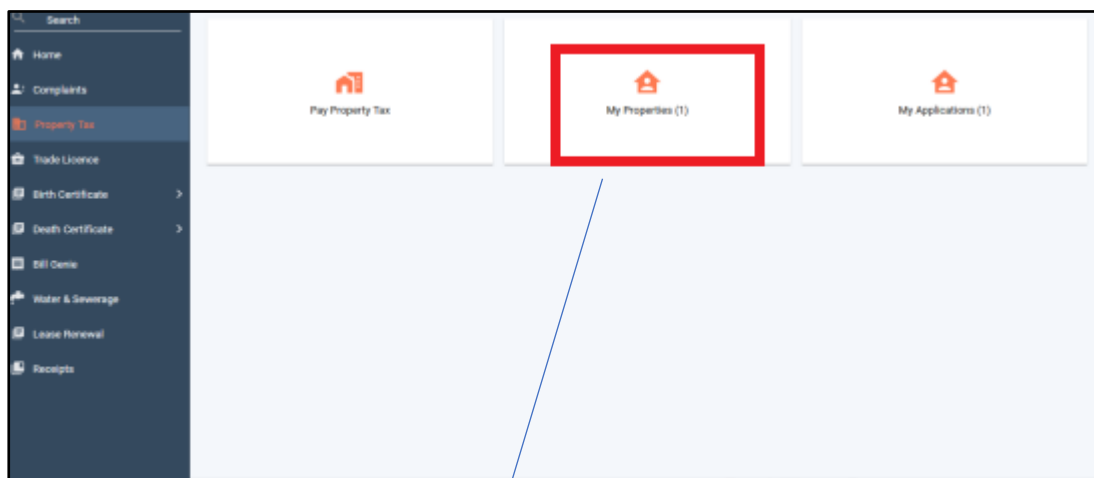 Search
Home
Complaints
Property Tax
Trade Licence
Birth Certificate
Death Certificate
Bill Genie
Water & Sewerage
Lease Renewal
Receipts
Pay Property Tax
My Properties (1)
My Applications (1)